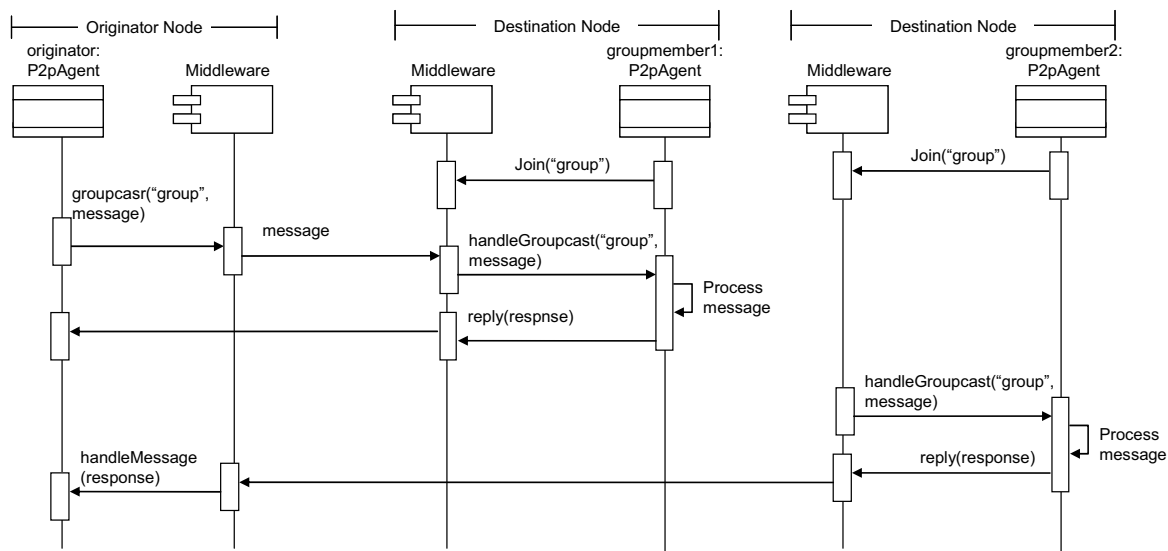 Originator Node
Destination Node
Destination Node
originator:
P2pAgent
Middleware
Middleware
groupmember1:
P2pAgent
Middleware
groupmember2:
P2pAgent
Join(“group”)
Join(“group”)
groupcasr(“group”,
message)
message
handleGroupcast(“group”,
message)
Process
message
reply(respnse)
handleGroupcast(“group”,
message)
Process
message
reply(response)
handleMessage
(response)